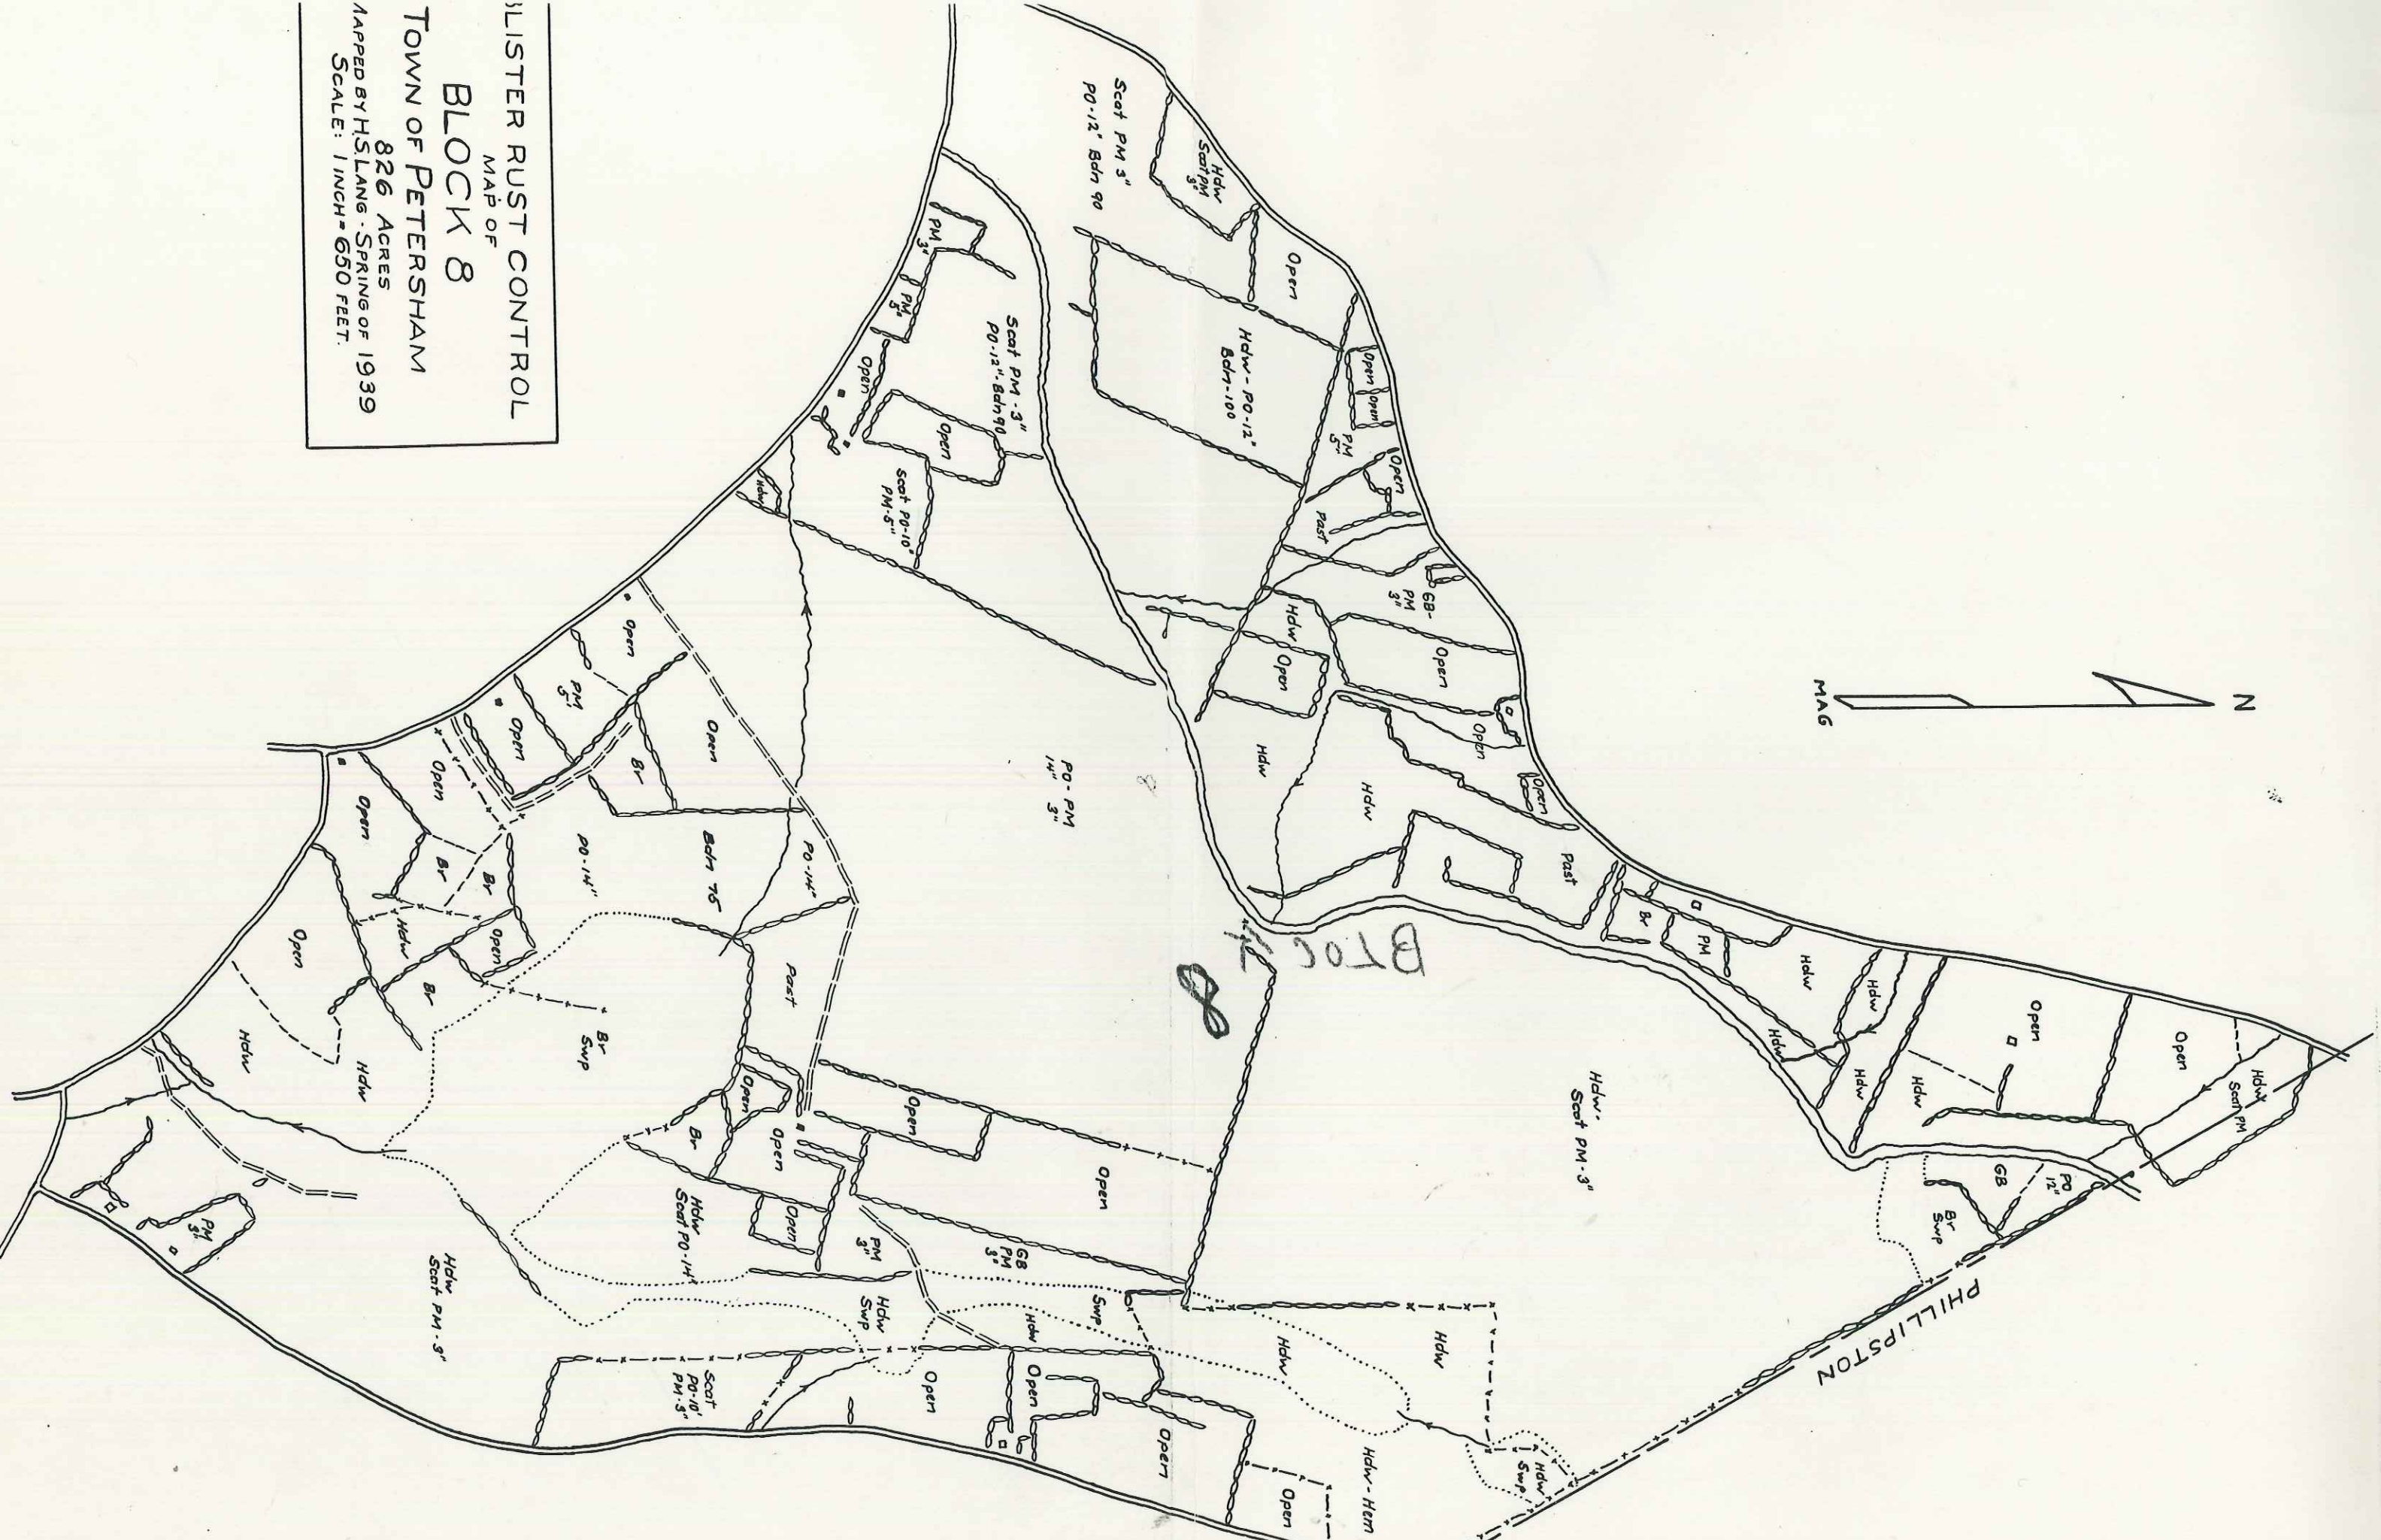 BLISTER RUST CONTROL
MAP OF
BLOCK 8
TOWN OF PETERSHAM
826 ACRES
MAPPED BY H.S. LANG - SPRING OF 1939
SCALE: 1 INCH = 650 FEET.
N
MAG
PHILLIPSTON
BLOCK
8
Hdw
Scat PM
Open
Open
Hdw
PO
12"
GB
Br
Swp
Hdw
Hdw
Hdw
Hdw
PM
Br
Past
Open
Open
Open
GB-
PM
3"
Open
Past
PM
5"
Open
Open
Open
Hdw
Scat PM
3"
Scat PM 3"
PO-12" Bdn 90
Hdw - PO-12"
Bdn-100
Hdw
Open
Hdw
Hdw
Hdw-
Scat PM-3"
Hdw
Swp
Hdw
Hdw
Hdw - Hem
Open
Open
Swp
Open
GB
PM
3"
Hdw
Open
PO - PM
14" 3"
Scat PM -3"
PO-12"-Bdn 90
PM
3"
PM
5"
Open
Open
Scat PO-10"
PM-5"
Hdw
Open
Open
PM
3"
Hdw
Swp
PO-14"
Past
Open
Open
Open
Open
Br
Hdw
Scat PO-14"
Scat
PO-10"
PM-3"
Bdn 75
Open
Br
Open
PM
5"
Open
PO-14"
Br
Swp
Open
Br
Br
Open
Hdw
Br
Open
Open
Hdw
Hdw
Hdw
Scat PM-3"
PM
3"